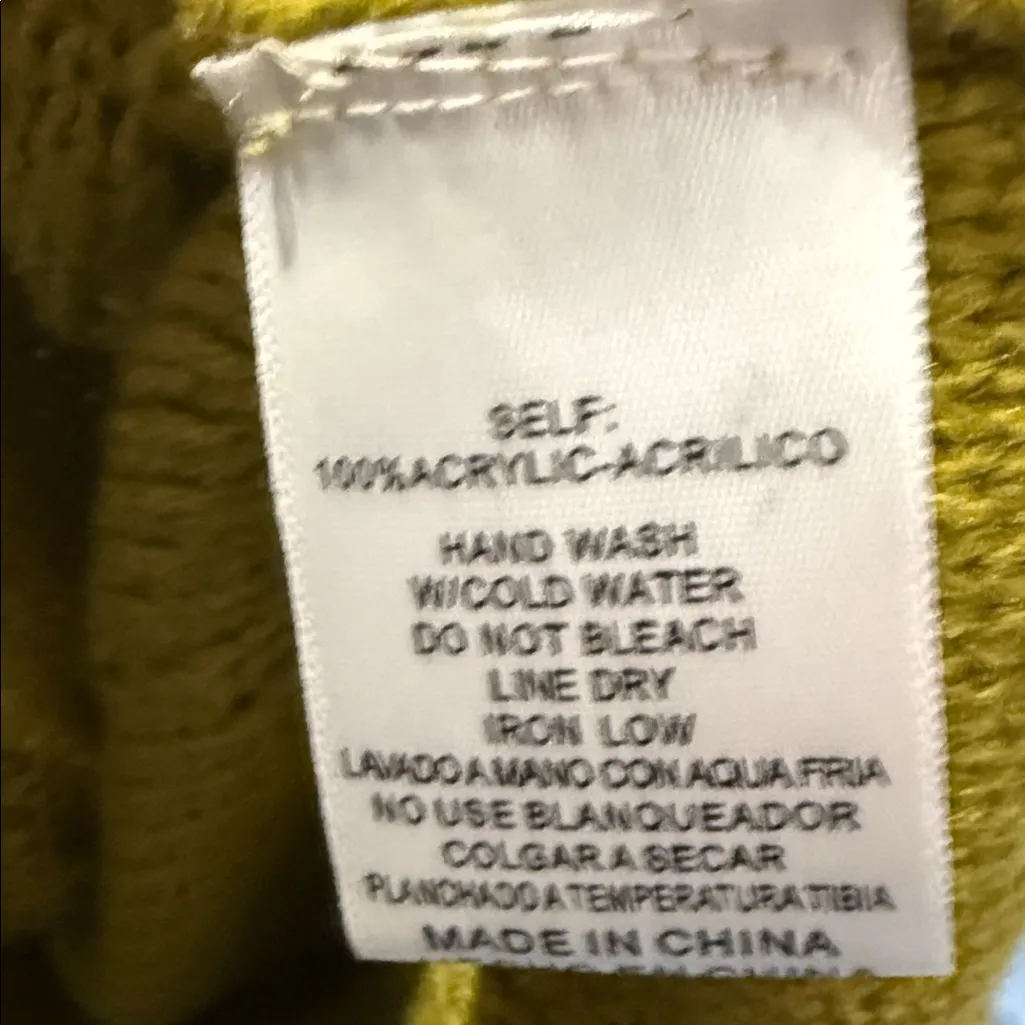 SELF:
100%ACRYLIC-ACRILICO
HAND WASH
W/COLD WATER
DO NOT BLEACH
LINE DRY
IRON LOW
LAVADO A MANO CON AQUA FRIA
NO USE BLANQUEADOR
COLGAR A SECAR
PLANCHADO A TEMPERATURA TIBIA
MADE IN CHINA